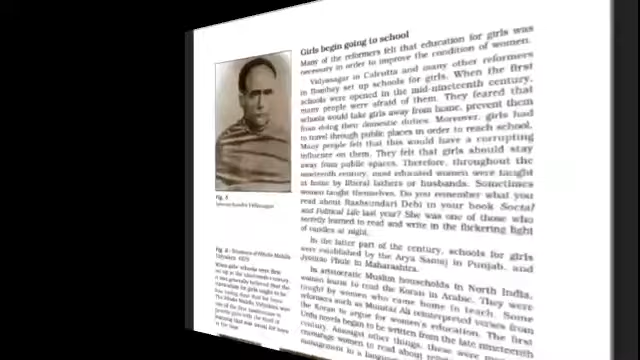 Girls begin going to school
Many of the reformers felt that education for girls was
necessary in order to improve the condition of women.
Vidyasagar in Calcutta and many other reformers
in Bombay set up schools for girls. When the first
schools were opened in the mid-nineteenth century,
many people were afraid of them. They feared that
schools would take girls away from home, prevent them
from doing their domestic duties. Moreover, girls had
to travel through public places in order to reach school.
Many people felt that this would have a corrupting
influence on them. They felt that girls should stay
away from public spaces. Therefore, throughout the
nineteenth century, most educated women were taught
at home by liberal fathers or husbands. Sometimes
women taught themselves. Do you remember what you
read about Rashsundari Debi in your book Social
and Political Life last year? She was one of those who
secretly learned to read and write in the flickering light
of candles at night.
In the latter part of the century, schools for girls
were established by the Arya Samaj in Punjab, and
Jyotirao Phule in Maharashtra.
In aristocratic Muslim households in North India,
women learnt to read the Koran in Arabic. They were
taught by women who came home to teach. Some
reformers such as Mumtaz Ali reinterpreted verses from
the Koran to argue for women's education. The first
Urdu novels began to be written from the late nineteenth
century. Amongst other things, these were
encourage women to read about
management in a
Fig.
Ishwarchandra Vidyasagar
Fig.
Students of Hindu Mahila
Vidyalaya, 1875
When girls' schools were first
set up in the nineteenth century,
it was generally believed that the
curriculum for girls ought to be